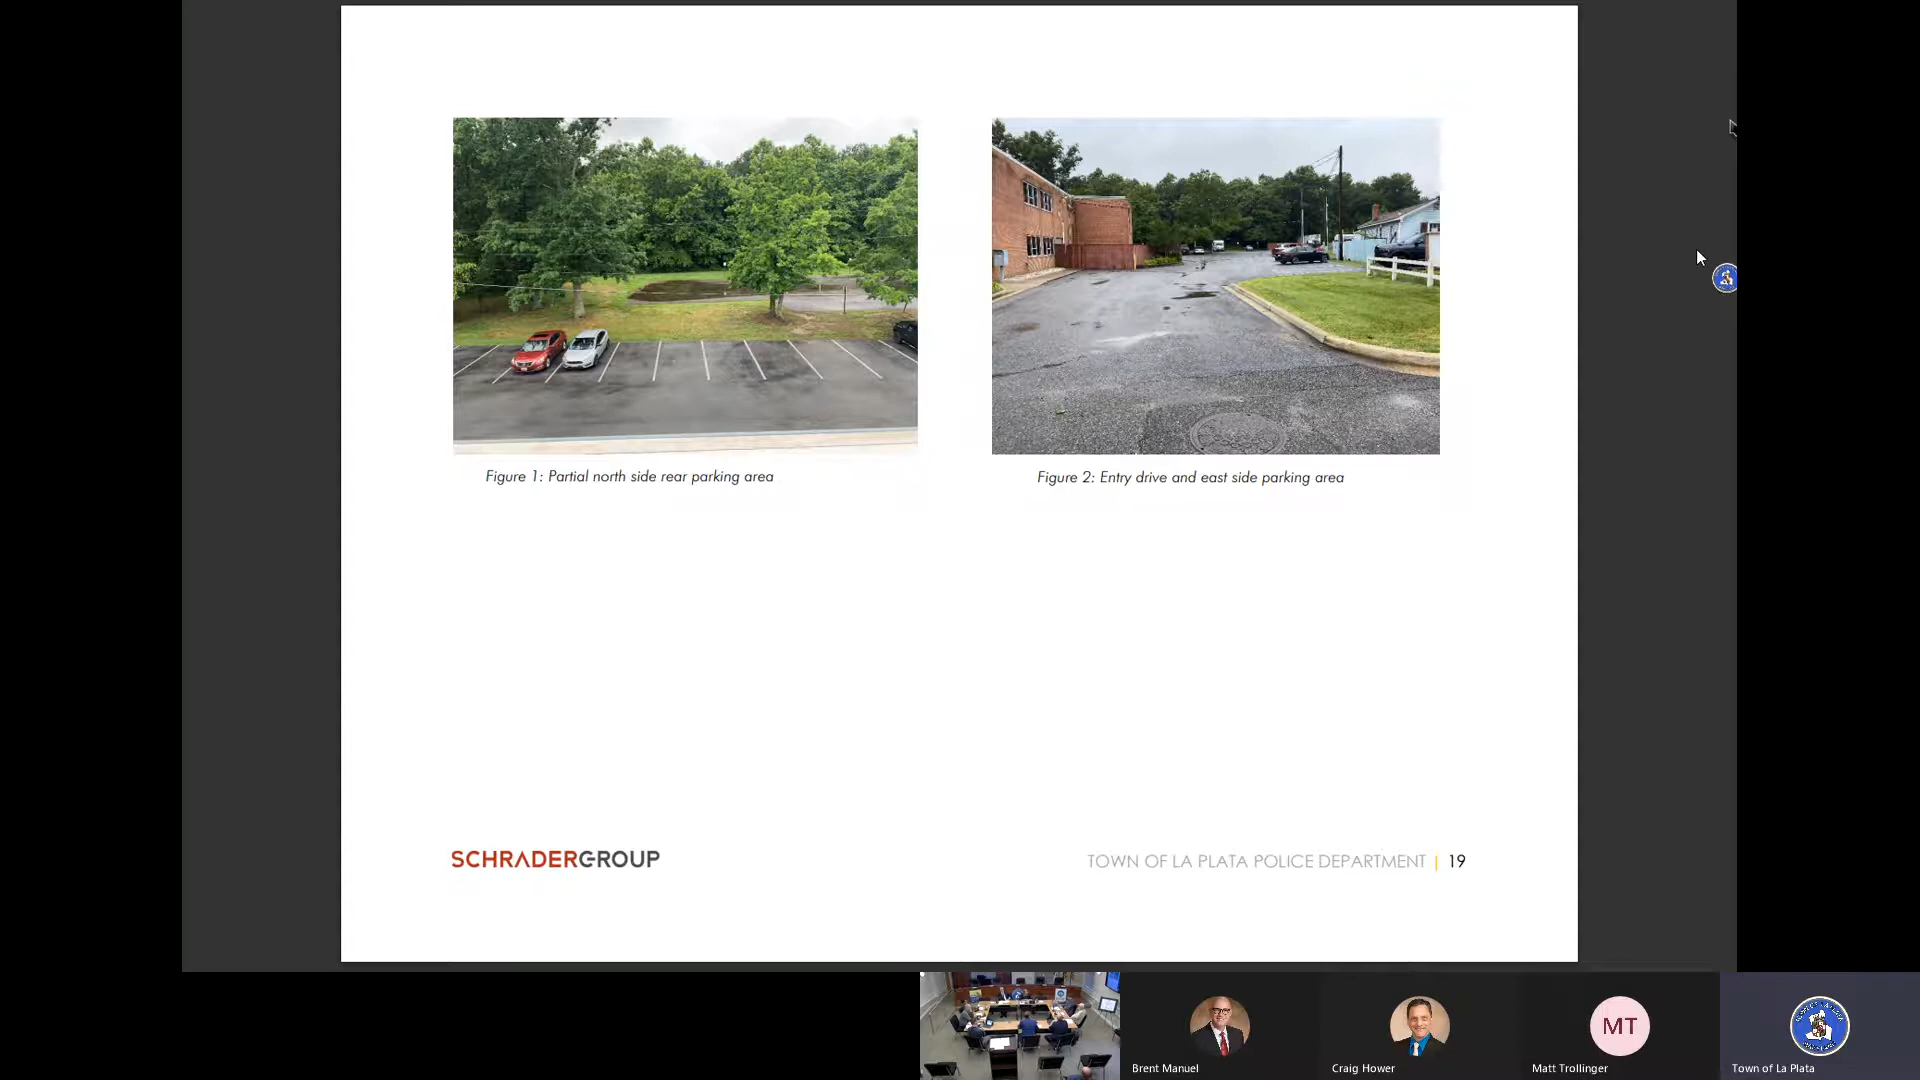 Figure 1: Partial north side rear parking area
Figure 2: Entry drive and east side parking area
SCHRADERGROUP
TOWN OF LA PLATA POLICE DEPARTMENT | 19
MT
Brent Manuel
Craig Hower
Matt Trollinger
Town of La Plata